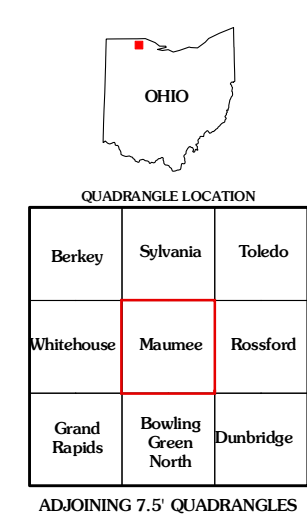 OHIO
QUADRANGLE LOCATION
Berkey Sylvania Toledo
Whitehouse Maumee Rossford
Grand
Rapids
Bowling
Green
North
Dunbridge
ADJOINING 7.5' QUADRANGLES